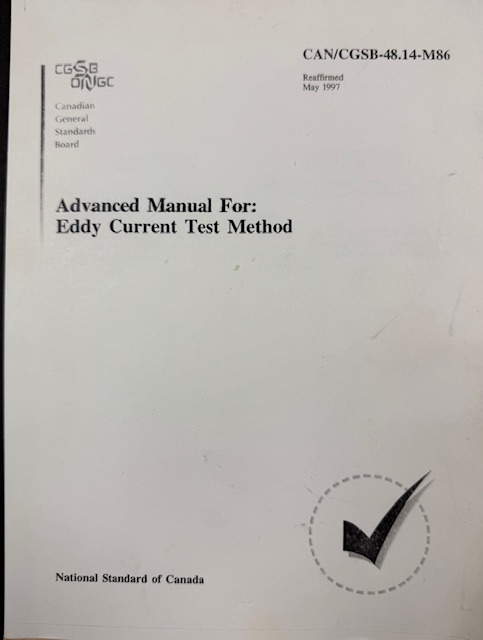 CAN/CGSB-48.14-M86
Reaffirmed
May 1997
CGSB
ONGC
Canadian
General
Standards
Board
Advanced Manual For:
Eddy Current Test Method
National Standard of Canada